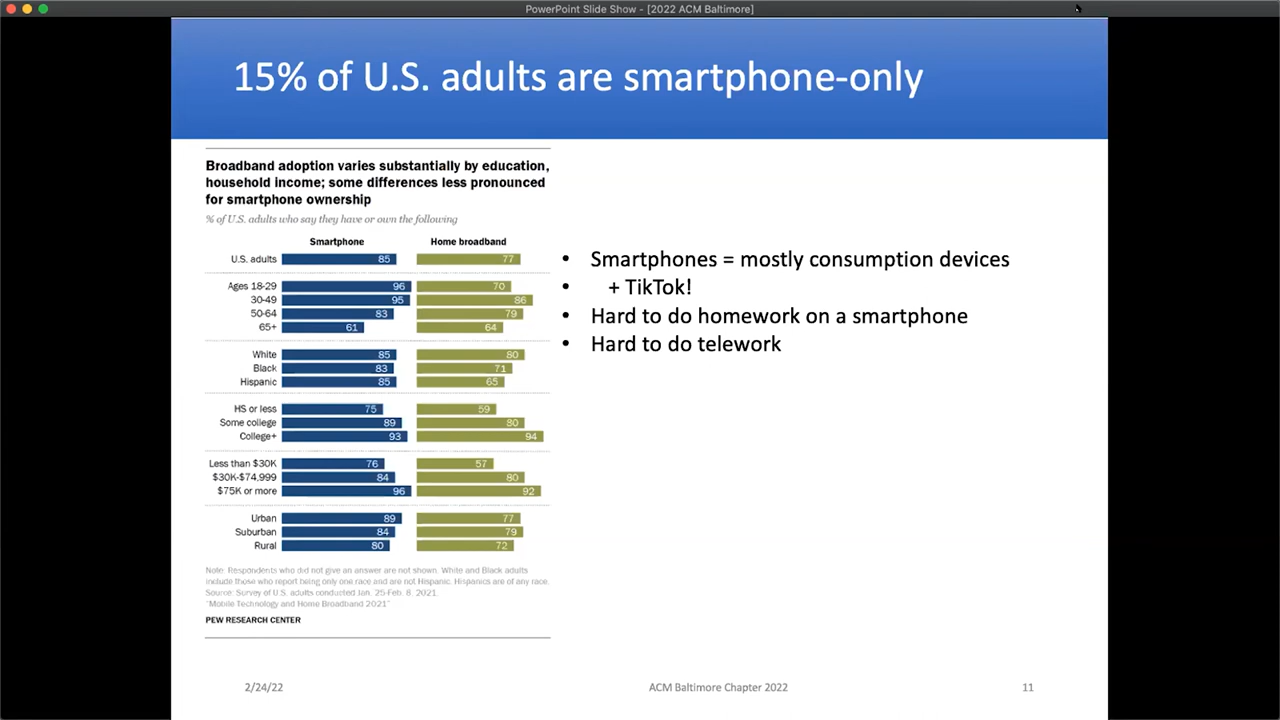 PowerPoint Slide Show - [2022 ACM Baltimore]
15% of U.S. adults are smartphone-only
Broadband adoption varies substantially by education,
household income; some differences less pronounced
for smartphone ownership
% of U.S. adults who say they have or own the following
Smartphone Home broadband
U.S. adults 85 77
Ages 18-29 96 70
30-49 95 86
50-64 83 79
65+ 61 64
White 85 80
Black 83 71
Hispanic 85 65
HS or less 75 59
Some college 89 80
College+ 93 94
Less than $30K 76 57
$30K-$74,999 84 80
$75K or more 96 92
Urban 89 77
Suburban 84 79
Rural 80 72
Note: Respondents who did not give an answer are not shown. White and Black adults
include those who report being only one race and are not Hispanic. Hispanics are of any race.
Source: Survey of U.S. adults conducted Jan. 25-Feb. 8, 2021.
"Mobile Technology and Home Broadband 2021"
PEW RESEARCH CENTER
• Smartphones = mostly consumption devices
• + TikTok!
• Hard to do homework on a smartphone
• Hard to do telework
2/24/22 ACM Baltimore Chapter 2022 11